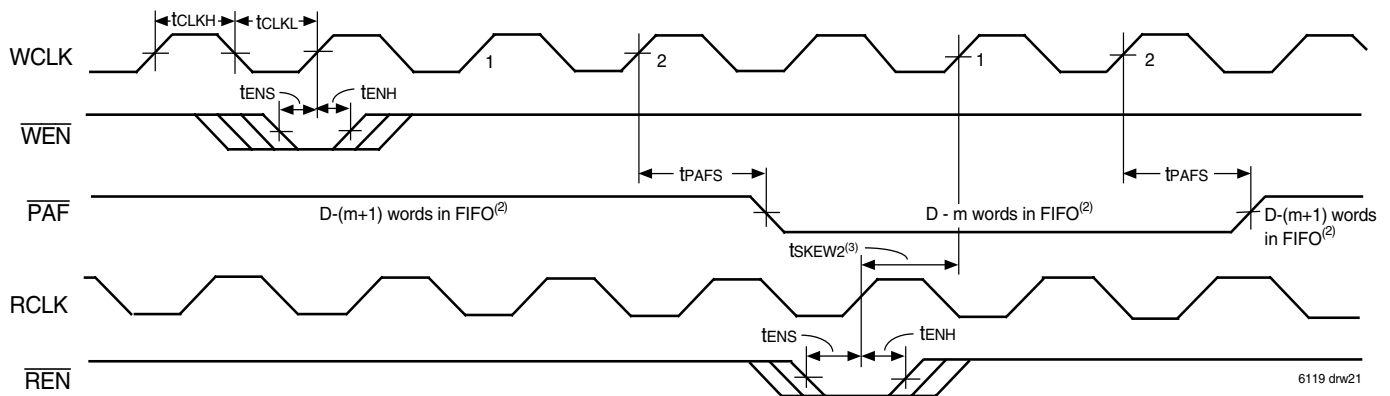 tCLKH
tCLKL
WCLK
1
2
1
2
tENS
tENH
WEN
tPAFS
tPAFS
PAF
D-(m+1) words in FIFO(2)
D - m words in FIFO(2)
D-(m+1) words
in FIFO(2)
tSKEW2(3)
RCLK
tENS
tENH
REN
6119 drw21